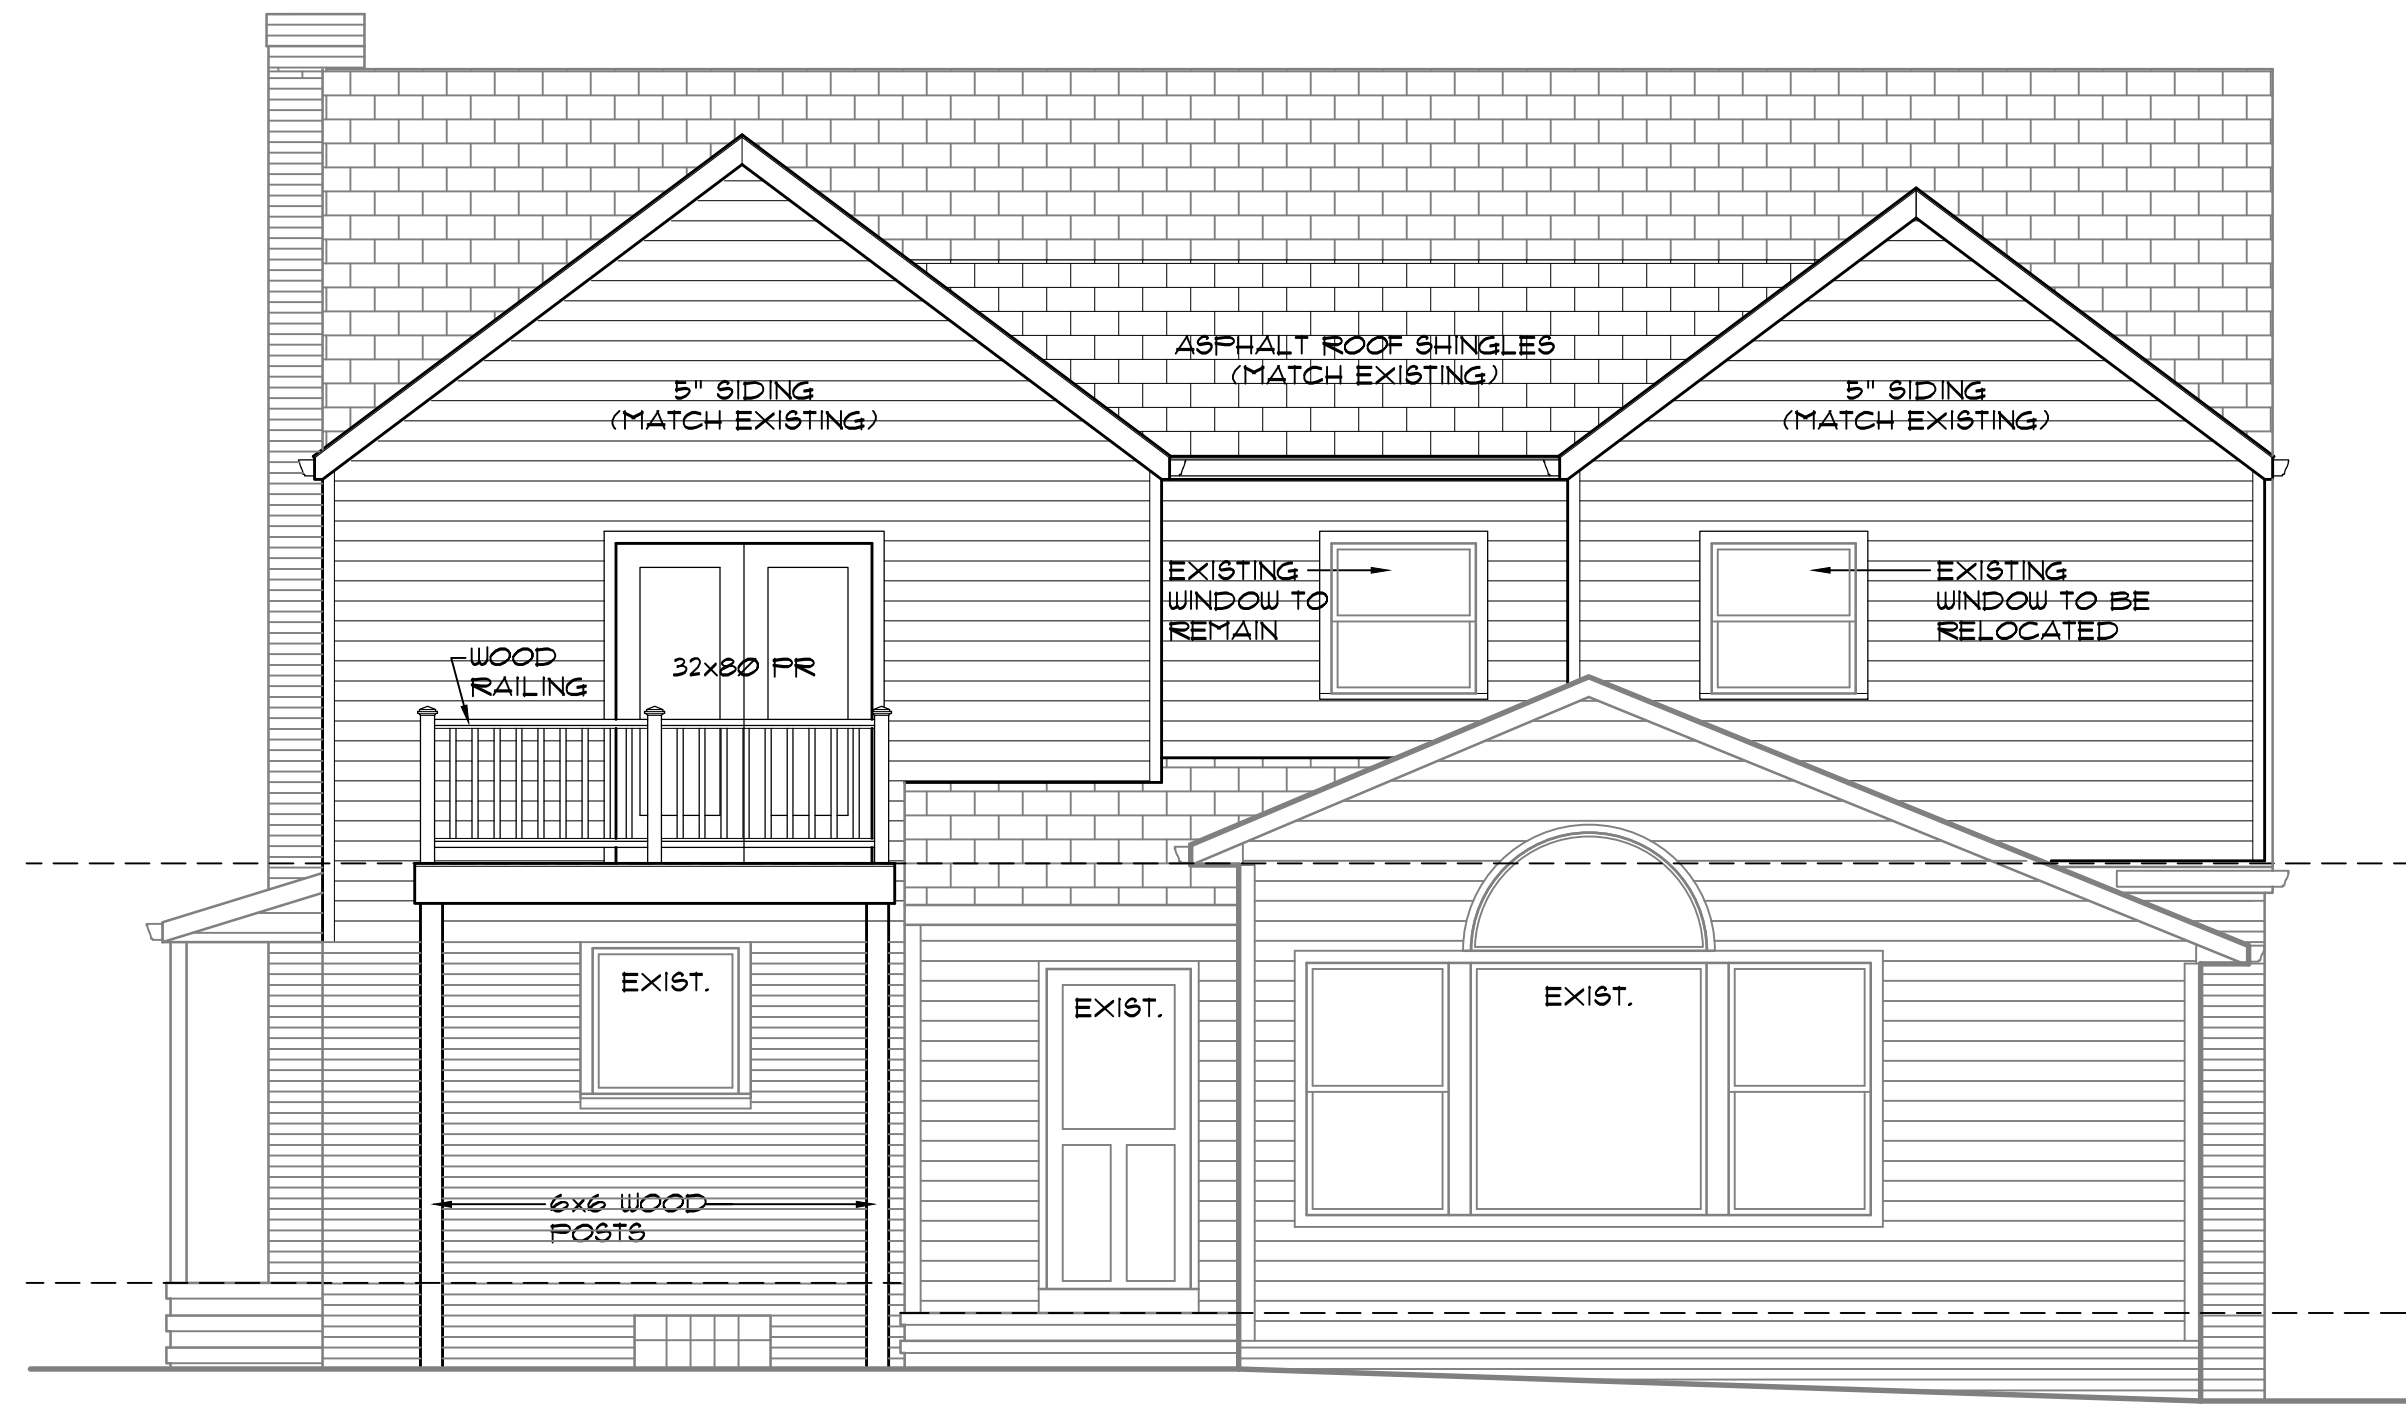 ASPHALT ROOF SHINGLES
(MATCH EXISTING)
5" SIDING
(MATCH EXISTING)
5" SIDING
(MATCH EXISTING)
EXISTING
WINDOW TO
REMAIN
EXISTING
WINDOW TO BE
RELOCATED
WOOD
RAILING
32x80 PR
EXIST.
EXIST.
EXIST.
6x6 WOOD
POSTS